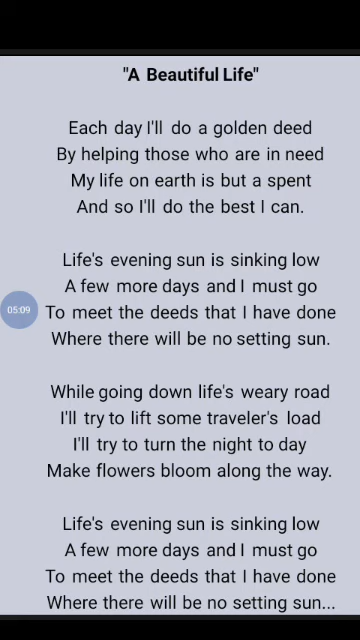 "A Beautiful Life"
Each day I'll do a golden deed
By helping those who are in need
My life on earth is but a spent
And so I'll do the best I can.
Life's evening sun is sinking low
A few more days and I must go
05:09
To meet the deeds that I have done
Where there will be no setting sun.
While going down life's weary road
I'll try to lift some traveler's load
I'll try to turn the night to day
Make flowers bloom along the way.
Life's evening sun is sinking low
A few more days and I must go
To meet the deeds that I have done
Where there will be no setting sun...